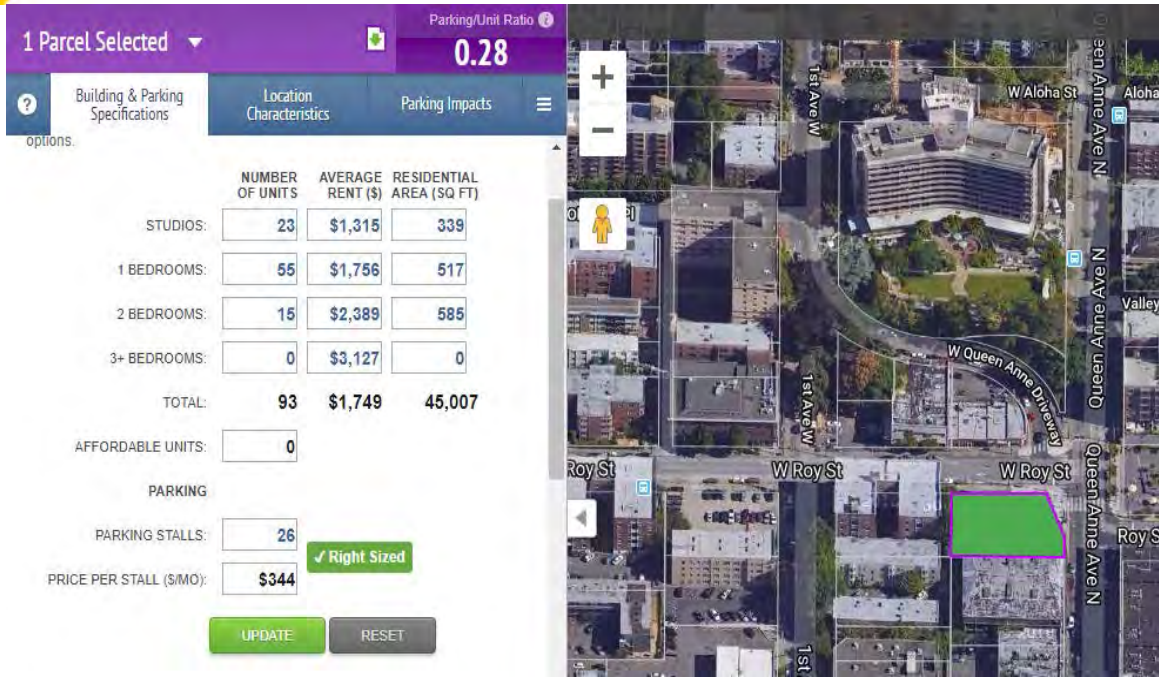 1 Parcel Selected
Parking/Unit Ratio ?
0.28
?
Building & Parking
Specifications
Location
Characteristics
Parking Impacts
options.
NUMBER OF UNITS
AVERAGE RENT ($)
RESIDENTIAL AREA (SQ FT)
STUDIOS: 23 $1,315 339
1 BEDROOMS: 55 $1,756 517
2 BEDROOMS: 15 $2,389 585
3+ BEDROOMS: 0 $3,127 0
TOTAL: 93 $1,749 45,007
AFFORDABLE UNITS: 0
PARKING
PARKING STALLS: 26
✓ Right Sized
PRICE PER STALL ($/MO): $344
UPDATE RESET
+
−
1st Ave W
W Aloha St
Aloha
Queen Anne Ave N
Queen Anne Ave N
Valley
W Queen Anne Driveway
1st Ave W
Roy St
W Roy St
W Roy St
Queen Anne Ave N
Roy S
1st